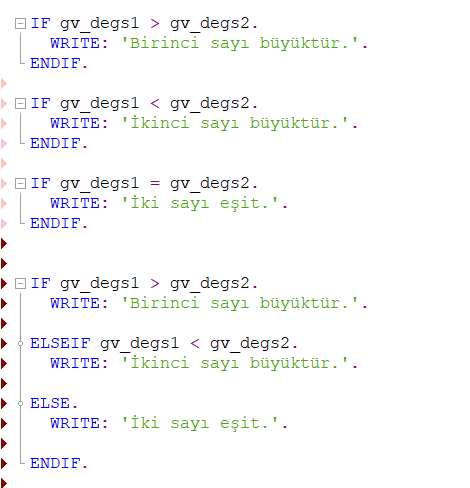 IF gv_degs1 > gv_degs2.
WRITE: 'Birinci sayı büyüktür.'.
ENDIF.
IF gv_degs1 < gv_degs2.
WRITE: 'İkinci sayı büyüktür.'.
ENDIF.
IF gv_degs1 = gv_degs2.
WRITE: 'İki sayı eşit.'.
ENDIF.
IF gv_degs1 > gv_degs2.
WRITE: 'Birinci sayı büyüktür.'.
ELSEIF gv_degs1 < gv_degs2.
WRITE: 'İkinci sayı büyüktür.'.
ELSE.
WRITE: 'İki sayı eşit.'.
ENDIF.